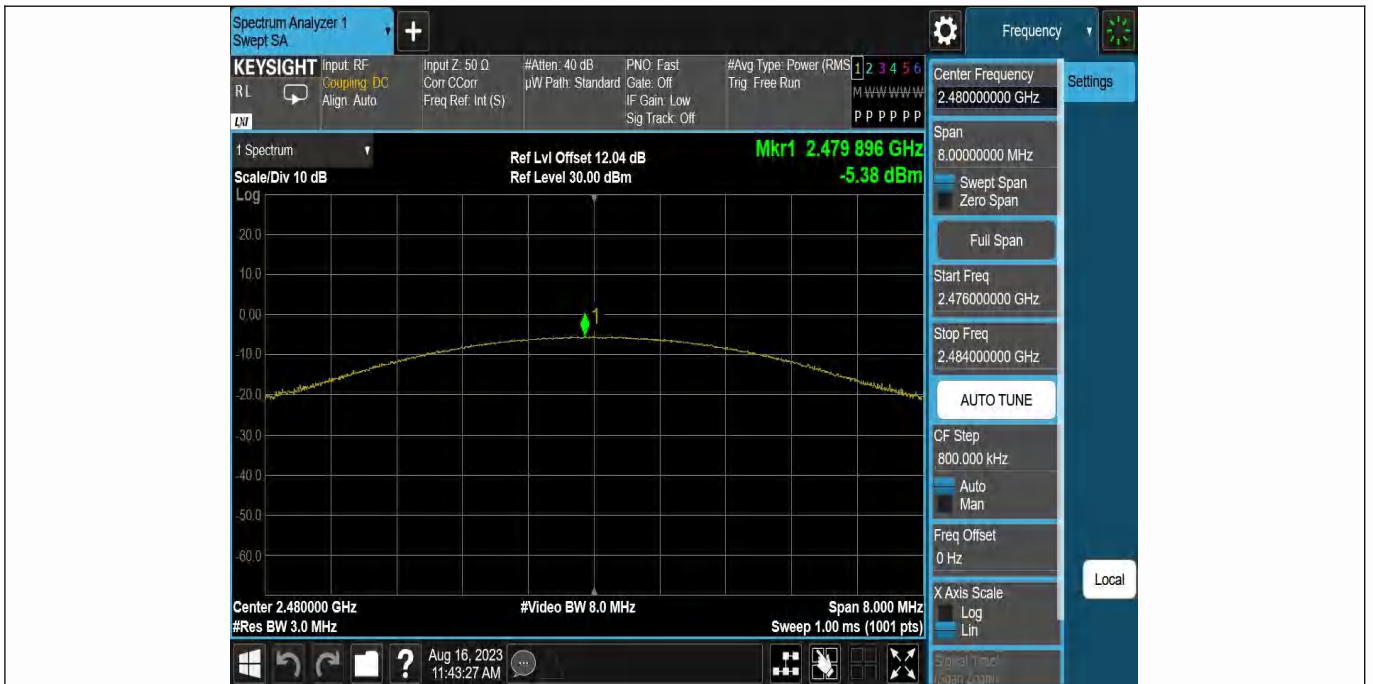 Spectrum Analyzer 1
Swept SA
+
Frequency
KEYSIGHT
RL
LXI
Input: RF
Coupling: DC
Align: Auto
Input Z: 50 Ω
Corr CCorr
Freq Ref: Int (S)
#Atten: 40 dB
µW Path: Standard
PNO: Fast
Gate: Off
IF Gain: Low
Sig Track: Off
#Avg Type: Power (RMS
Trig: Free Run
1 2 3 4 5 6
M W W W W W
P P P P P P
1 Spectrum
Scale/Div 10 dB
Log
Ref Lvl Offset 12.04 dB
Ref Level 30.00 dBm
Mkr1 2.479 896 GHz
-5.38 dBm
20.0
10.0
0.00
-10.0
-20.0
-30.0
-40.0
-50.0
-60.0
1
Center 2.480000 GHz
#Res BW 3.0 MHz
#Video BW 8.0 MHz
Span 8.000 MHz
Sweep 1.00 ms (1001 pts)
Center Frequency
2.480000000 GHz
Settings
Span
8.00000000 MHz
Swept Span
Zero Span
Full Span
Start Freq
2.476000000 GHz
Stop Freq
2.484000000 GHz
AUTO TUNE
CF Step
800.000 kHz
Auto
Man
Freq Offset
0 Hz
X Axis Scale
Log
Lin
Signal Track
(Span Zoom)
Local
?
Aug 16, 2023
11:43:27 AM